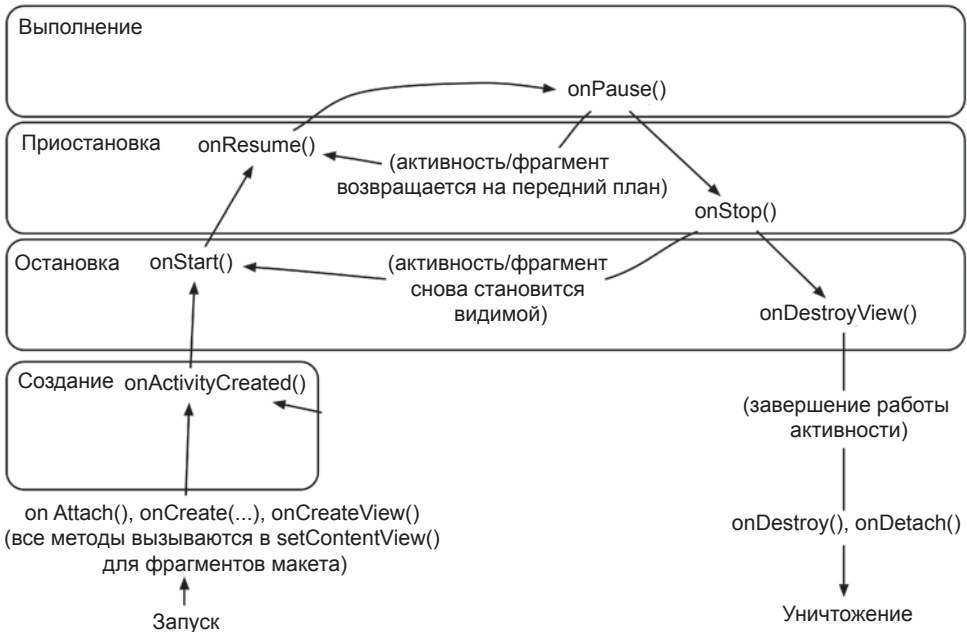 Выполнение
onPause()
Приостановка
onResume()
(активность/фрагмент
возвращается на передний план)
onStop()
Остановка
onStart()
(активность/фрагмент
снова становится
видимой)
onDestroyView()
Создание
onActivityCreated()
(завершение работы
активности)
on Attach(), onCreate(...), onCreateView()
(все методы вызываются в setContentView()
для фрагментов макета)
onDestroy(), onDetach()
Запуск
Уничтожение